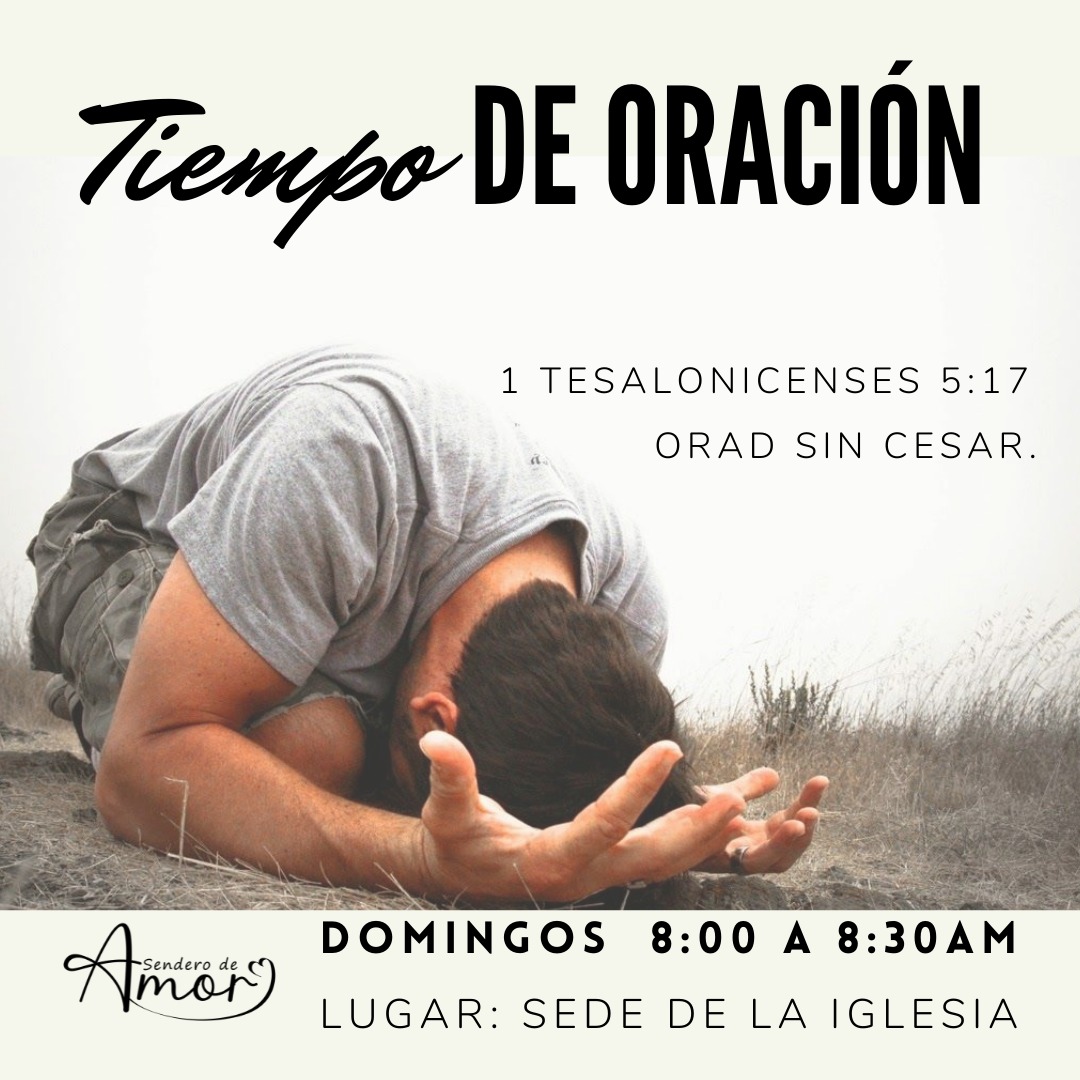 Tiempo DE ORACIÓN
1 TESALONICENSES 5:17
ORAD SIN CESAR.
DOMINGOS 8:00 A 8:30AM
Sendero de
Amor
LUGAR: SEDE DE LA IGLESIA